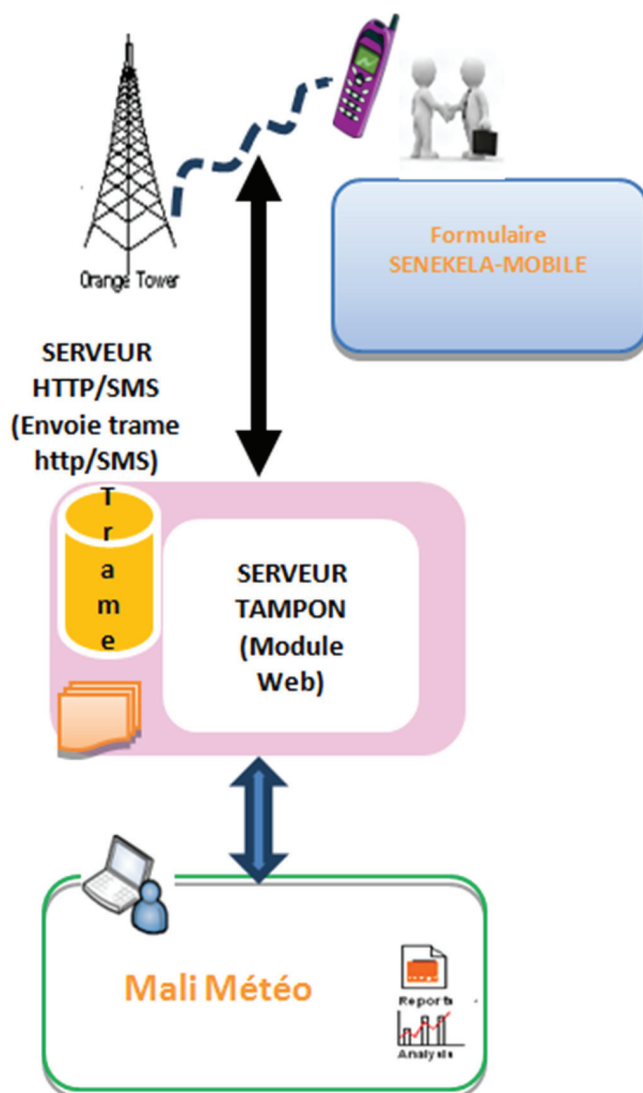 Orange Tower
Formulaire
SENEKELA-MOBILE
SERVEUR
HTTP/SMS
(Envoie trame
http/SMS)
T
r
a
m
e
SERVEUR
TAMPON
(Module
Web)
Mali Météo
Reports
Analysis